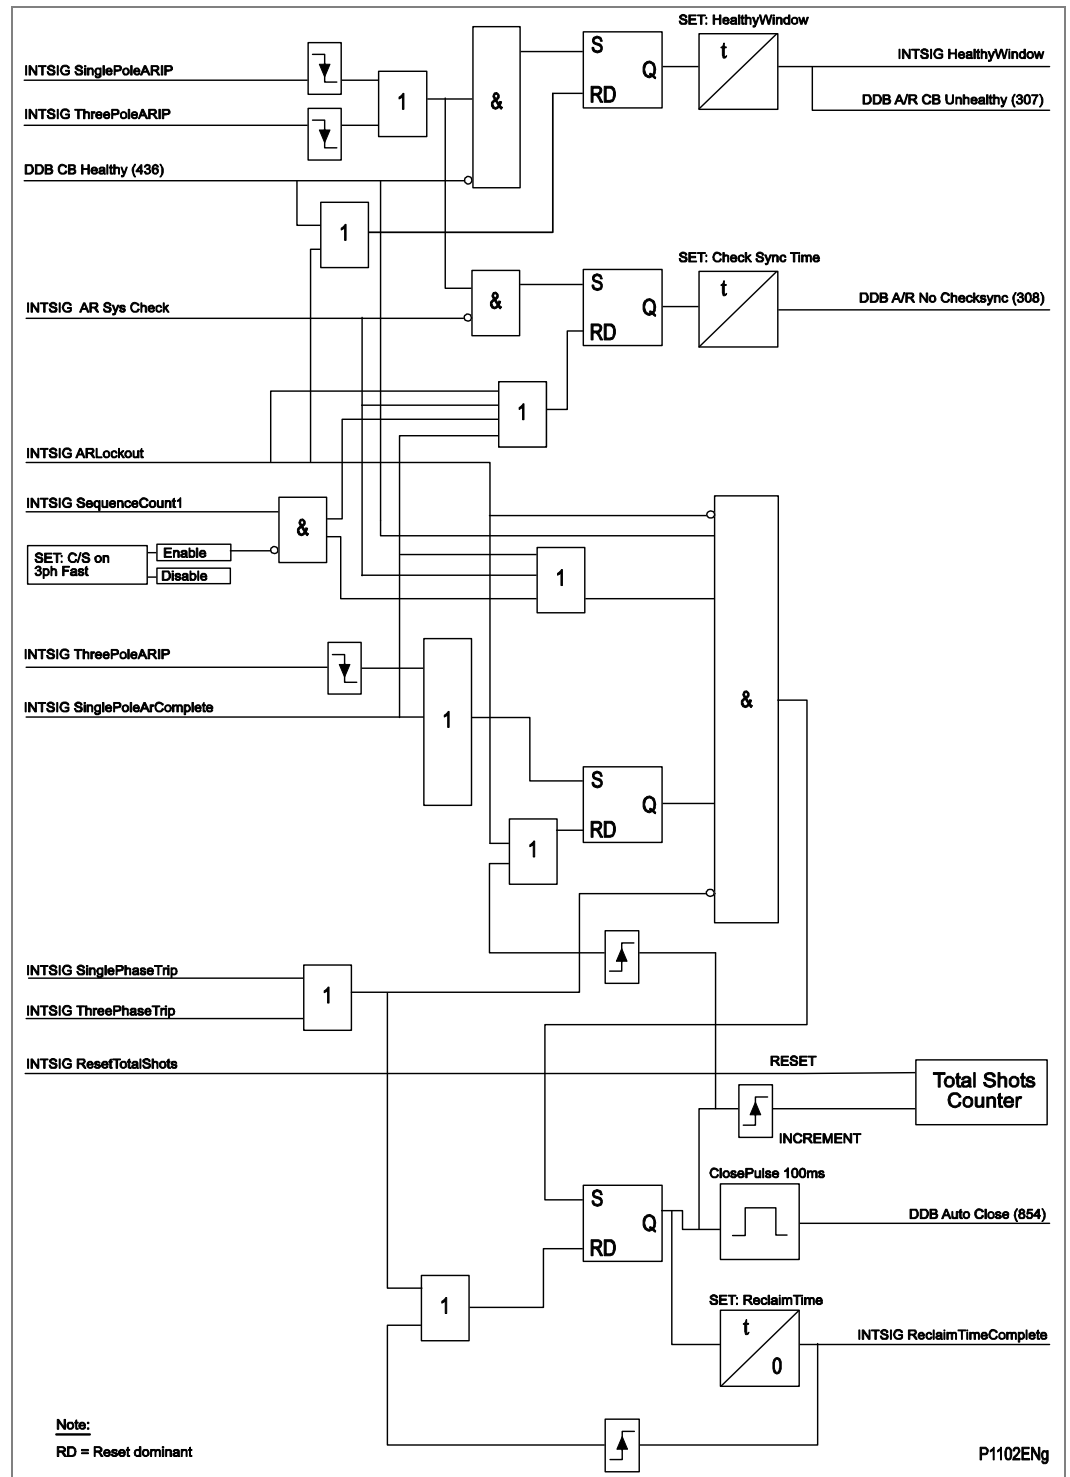 SET: HealthyWindow
INTSIG SinglePoleARIP
1
&
S
Q
RD
t
INTSIG HealthyWindow
DDB A/R CB Unhealthy (307)
INTSIG ThreePoleARIP
DDB CB Healthy (436)
1
SET: Check Sync Time
INTSIG AR Sys Check
&
S
Q
RD
t
DDB A/R No Checksync (308)
1
INTSIG ARLockout
INTSIG SequenceCount1
&
SET: C/S on
3ph Fast
Enable
Disable
1
INTSIG ThreePoleARIP
INTSIG SinglePoleArComplete
1
&
S
Q
RD
1
INTSIG SinglePhaseTrip
INTSIG ThreePhaseTrip
1
INTSIG ResetTotalShots
RESET
Total Shots
Counter
INCREMENT
ClosePulse 100ms
S
Q
RD
DDB Auto Close (854)
1
SET: ReclaimTime
t
0
INTSIG ReclaimTimeComplete
Note:
RD = Reset dominant
P1102ENg